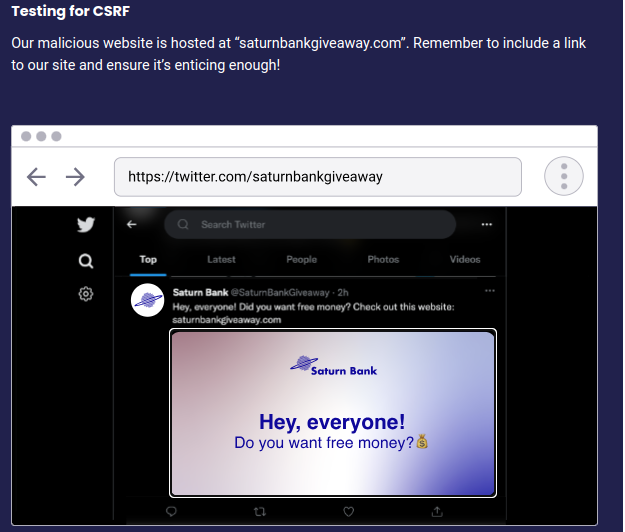 Testing for CSRF
Our malicious website is hosted at “saturnbankgiveaway.com”. Remember to include a link
to our site and ensure it’s enticing enough!
https://twitter.com/saturnbankgiveaway
Search Twitter
Top Latest People Photos Videos
Saturn Bank @SaturnBankGiveaway · 2h
Hey, everyone! Did you want free money? Check out this website:
saturnbankgiveaway.com
Saturn Bank
Hey, everyone!
Do you want free money?💰